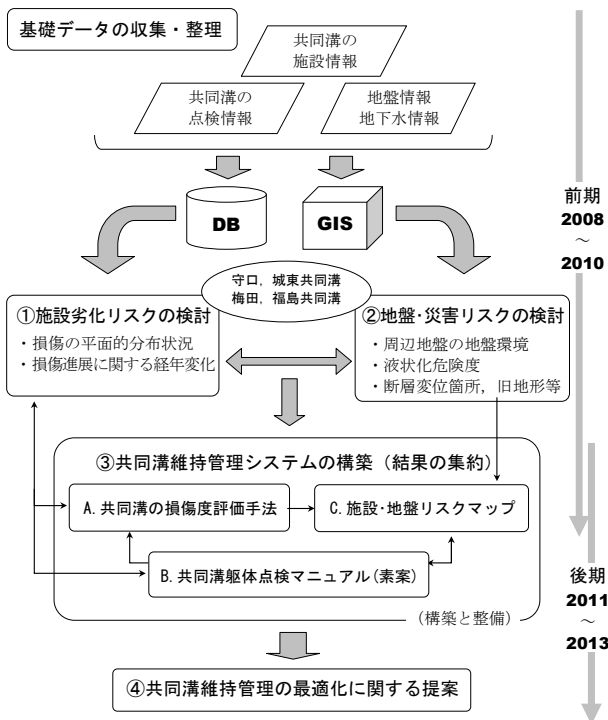 基礎データの収集・整理
共同溝の
施設情報
共同溝の
点検情報
地盤情報
地下水情報
DB
GIS
守口，城東共同溝
梅田，福島共同溝
①施設劣化リスクの検討
・損傷の平面的分布状況
・損傷進展に関する経年変化
②地盤･災害リスクの検討
・周辺地盤の地盤環境
・液状化危険度
・断層変位箇所，旧地形等
③共同溝維持管理システムの構築（結果の集約）
A.共同溝の損傷度評価手法
C.施設･地盤リスクマップ
B.共同溝躯体点検マニュアル(素案)
（構築と整備）
④共同溝維持管理の最適化に関する提案
前期
2008
～
2010
後期
2011
～
2013